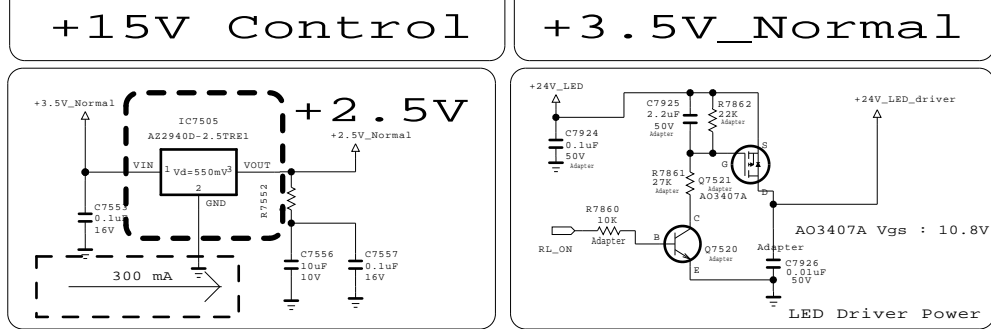 +15V Control
+3.5V_Normal
+3.5V_Normal
IC7505
AZ2940D-2.5TRE1
+2.5V
+2.5V_Normal
VIN
1
Vd=550mV
3
VOUT
2
GND
R7552
C7553
0.1uF
16V
C7556
10uF
10V
C7557
0.1uF
16V
300 mA
+24V_LED
C7924
0.1uF
50V
Adapter
C7925
2.2uF
50V
Adapter
R7862
22K
Adapter
+24V_LED_driver
S
G
D
R7861
27K
Adapter
Q7521
Adapter
AO3407A
R7860
10K
Adapter
RL_ON
B
C
E
Q7520
Adapter
AO3407A Vgs : 10.8V
Adapter
C7926
0.01uF
50V
LED Driver Power